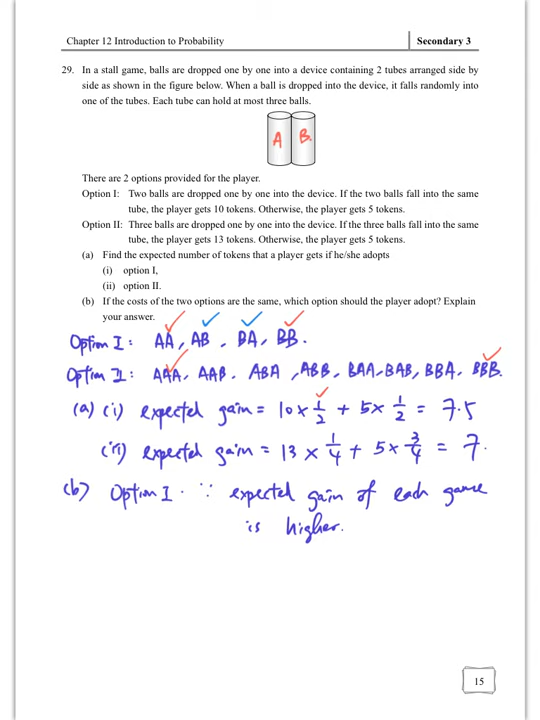 Chapter 12 Introduction to Probability Secondary 3
29. In a stall game, balls are dropped one by one into a device containing 2 tubes arranged side by
side as shown in the figure below. When a ball is dropped into the device, it falls randomly into
one of the tubes. Each tube can hold at most three balls.
A B.
There are 2 options provided for the player.
Option I: Two balls are dropped one by one into the device. If the two balls fall into the same
tube, the player gets 10 tokens. Otherwise, the player gets 5 tokens.
Option II: Three balls are dropped one by one into the device. If the three balls fall into the same
tube, the player gets 13 tokens. Otherwise, the player gets 5 tokens.
(a) Find the expected number of tokens that a player gets if he/she adopts
(i) option I,
(ii) option II.
(b) If the costs of the two options are the same, which option should the player adopt? Explain
your answer.
Option I: AA, AB, BA, BB.
Option II: AAA, AAB, ABA, ABB, BAA, BAB, BBA, BBB.
(a) (i) expected gain = 10 × 1/2 + 5 × 1/2 = 7.5
(ii) expected gain = 13 × 1/4 + 5 × 3/4 = 7.
(b) Option I. ∵ expected gain of each game
is higher.
15